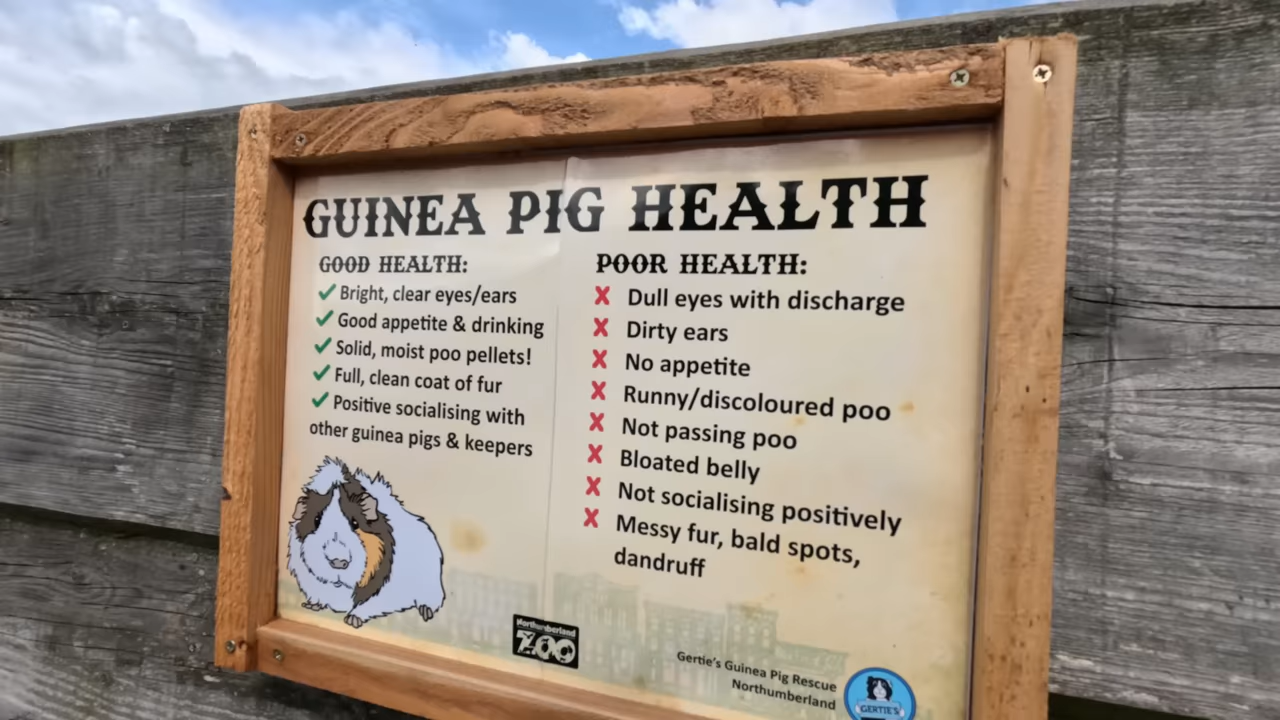 GUINEA PIG HEALTH
GOOD HEALTH:
Bright, clear eyes/ears
Good appetite & drinking
Solid, moist poo pellets!
Full, clean coat of fur
Positive socialising with
other guinea pigs & keepers
POOR HEALTH:
Dull eyes with discharge
Dirty ears
No appetite
Runny/discoloured poo
Not passing poo
Bloated belly
Not socialising positively
Messy fur, bald spots,
dandruff
Northumberland
ZOO
Gertie's Guinea Pig Rescue
Northumberland
GERTIE'S